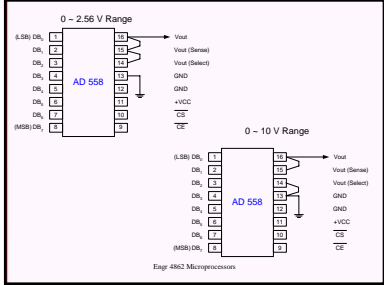 0 ~ 2.56 V Range
(LSB) DB0 1 16 Vout
DB1 2 15 Vout (Sense)
DB2 3 14 Vout (Select)
DB3 4 13 GND
AD 558
DB4 5 12 GND
DB5 6 11 +VCC
DB6 7 10 CS
(MSB) DB7 8 9 CE
0 ~ 10 V Range
(LSB) DB0 1 16 Vout
DB1 2 15 Vout (Sense)
DB2 3 14 Vout (Select)
DB3 4 13 GND
AD 558
DB4 5 12 GND
DB5 6 11 +VCC
DB6 7 10 CS
(MSB) DB7 8 9 CE
Engr 4862 Microprocessors